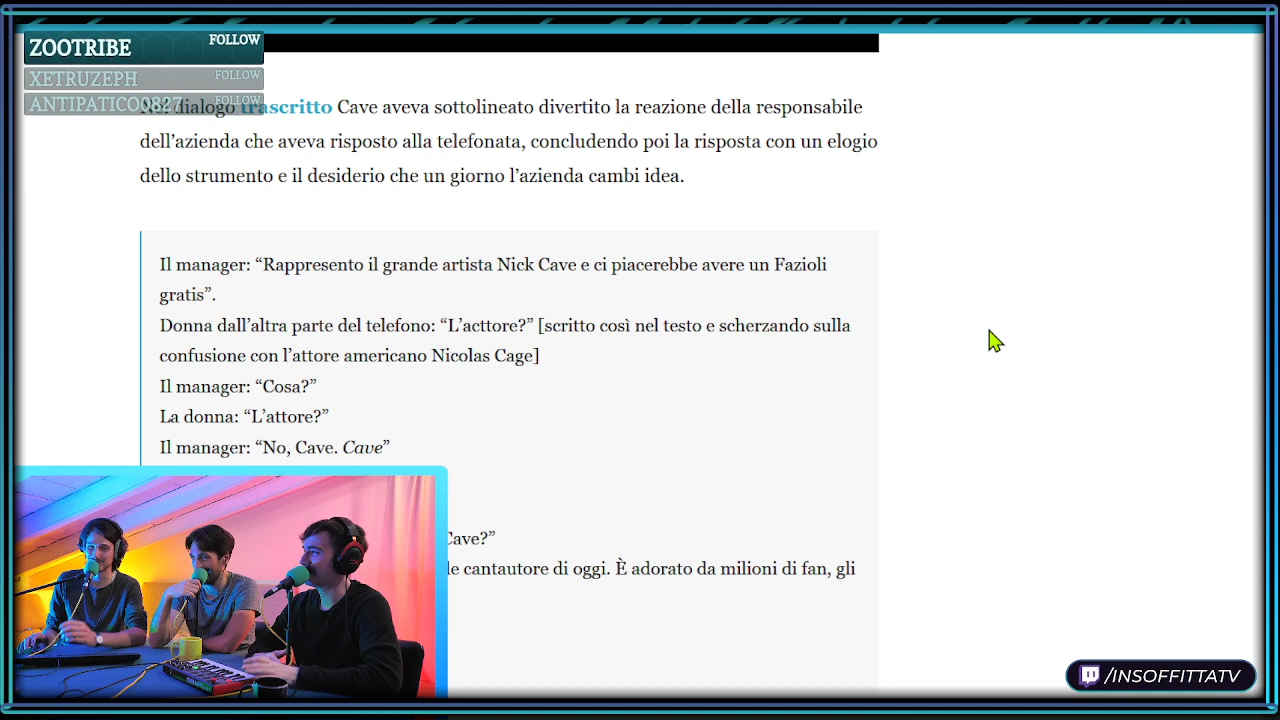 ZOOTRIBE FOLLOW
XETRUZEPH FOLLOW
ANTIPATICO0827 FOLLOW
Nel dialogo trascritto Cave aveva sottolineato divertito la reazione della responsabile
dell’azienda che aveva risposto alla telefonata, concludendo poi la risposta con un elogio
dello strumento e il desiderio che un giorno l’azienda cambi idea.
Il manager: “Rappresento il grande artista Nick Cave e ci piacerebbe avere un Fazioli
gratis”.
Donna dall’altra parte del telefono: “L’acttore?” [scritto così nel testo e scherzando sulla
confusione con l’attore americano Nicolas Cage]
Il manager: “Cosa?”
La donna: “L’attore?”
Il manager: “No, Cave. Cave”
Cave?”
le cantautore di oggi. È adorato da milioni di fan, gli
/INSOFFITTATV